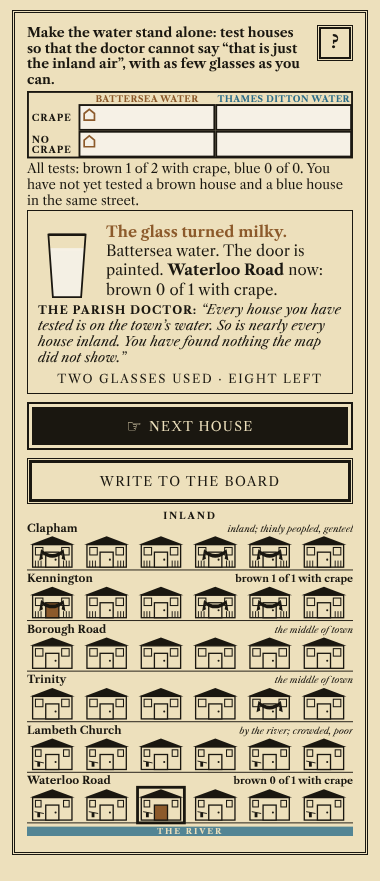 Make the water stand alone: test houses
so that the doctor cannot say “that is just
the inland air”, with as few glasses as you
can.
?
BATTERSEA WATER THAMES DITTON WATER
CRAPE
NO
CRAPE
All tests: brown 1 of 2 with crape, blue 0 of 0. You
have not yet tested a brown house and a blue house
in the same street.
The glass turned milky.
Battersea water. The door is
painted. Waterloo Road now:
brown 0 of 1 with crape.
THE PARISH DOCTOR: “Every house you have
tested is on the town’s water. So is nearly every
house inland. You have found nothing the map
did not show.”
TWO GLASSES USED · EIGHT LEFT
☞ NEXT HOUSE
WRITE TO THE BOARD
INLAND
Clapham inland; thinly peopled, genteel
Kennington brown 1 of 1 with crape
Borough Road the middle of town
Trinity the middle of town
Lambeth Church by the river; crowded, poor
Waterloo Road brown 0 of 1 with crape
THE RIVER